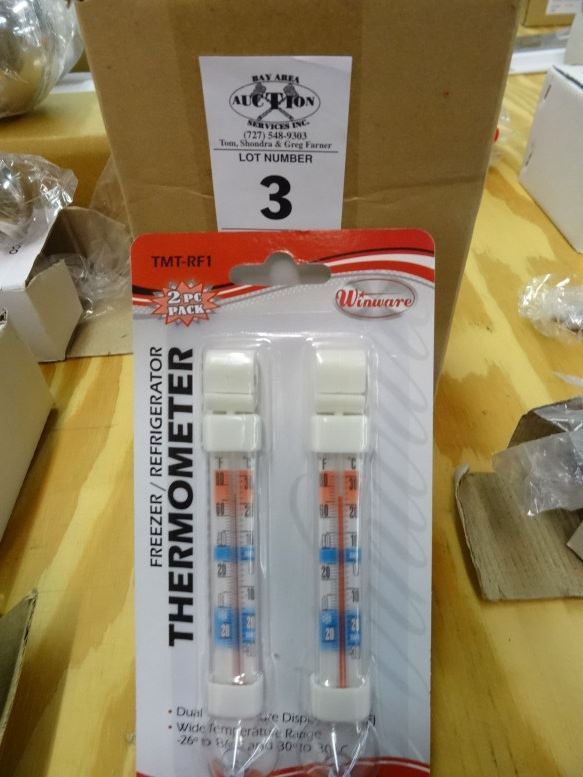 BAY AREA
AUCTION
SERVICES INC.
(727) 548-9303
Tom, Shondra & Greg Farner
LOT NUMBER
3
TMT-RF1
2 PC
PACK
Winware
FREEZER/REFRIGERATOR
THERMOMETER
°F °C
°F °C
• Dual
• Wide Temperature Range